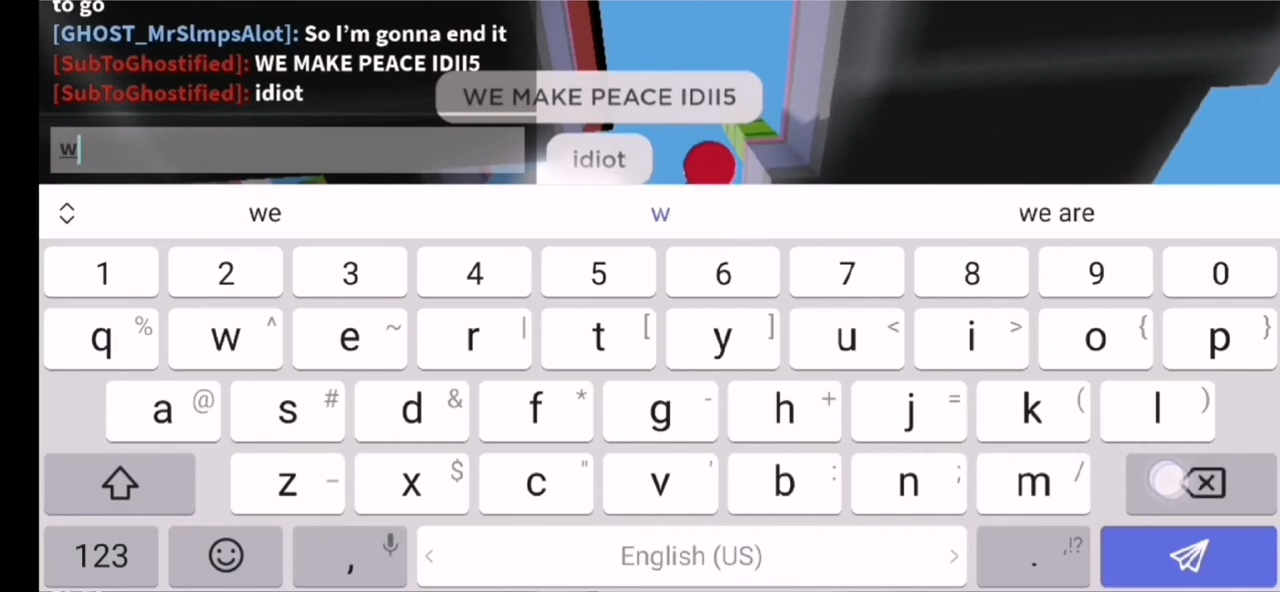 to go
[GHOST_MrSlmpsAlot]: So I'm gonna end it
[SubToGhostified]: WE MAKE PEACE IDII5
[SubToGhostified]: idiot
WE MAKE PEACE IDII5
w
idiot
we w we are
1 2 3 4 5 6 7 8 9 0
q % w ^ e ~ r | t [ y ] u < i > o { p }
a @ s # d & f * g - h + j = k ( l )
z _ x $ c " v ' b : n ; m /
123 , < English (US) > . ,!?